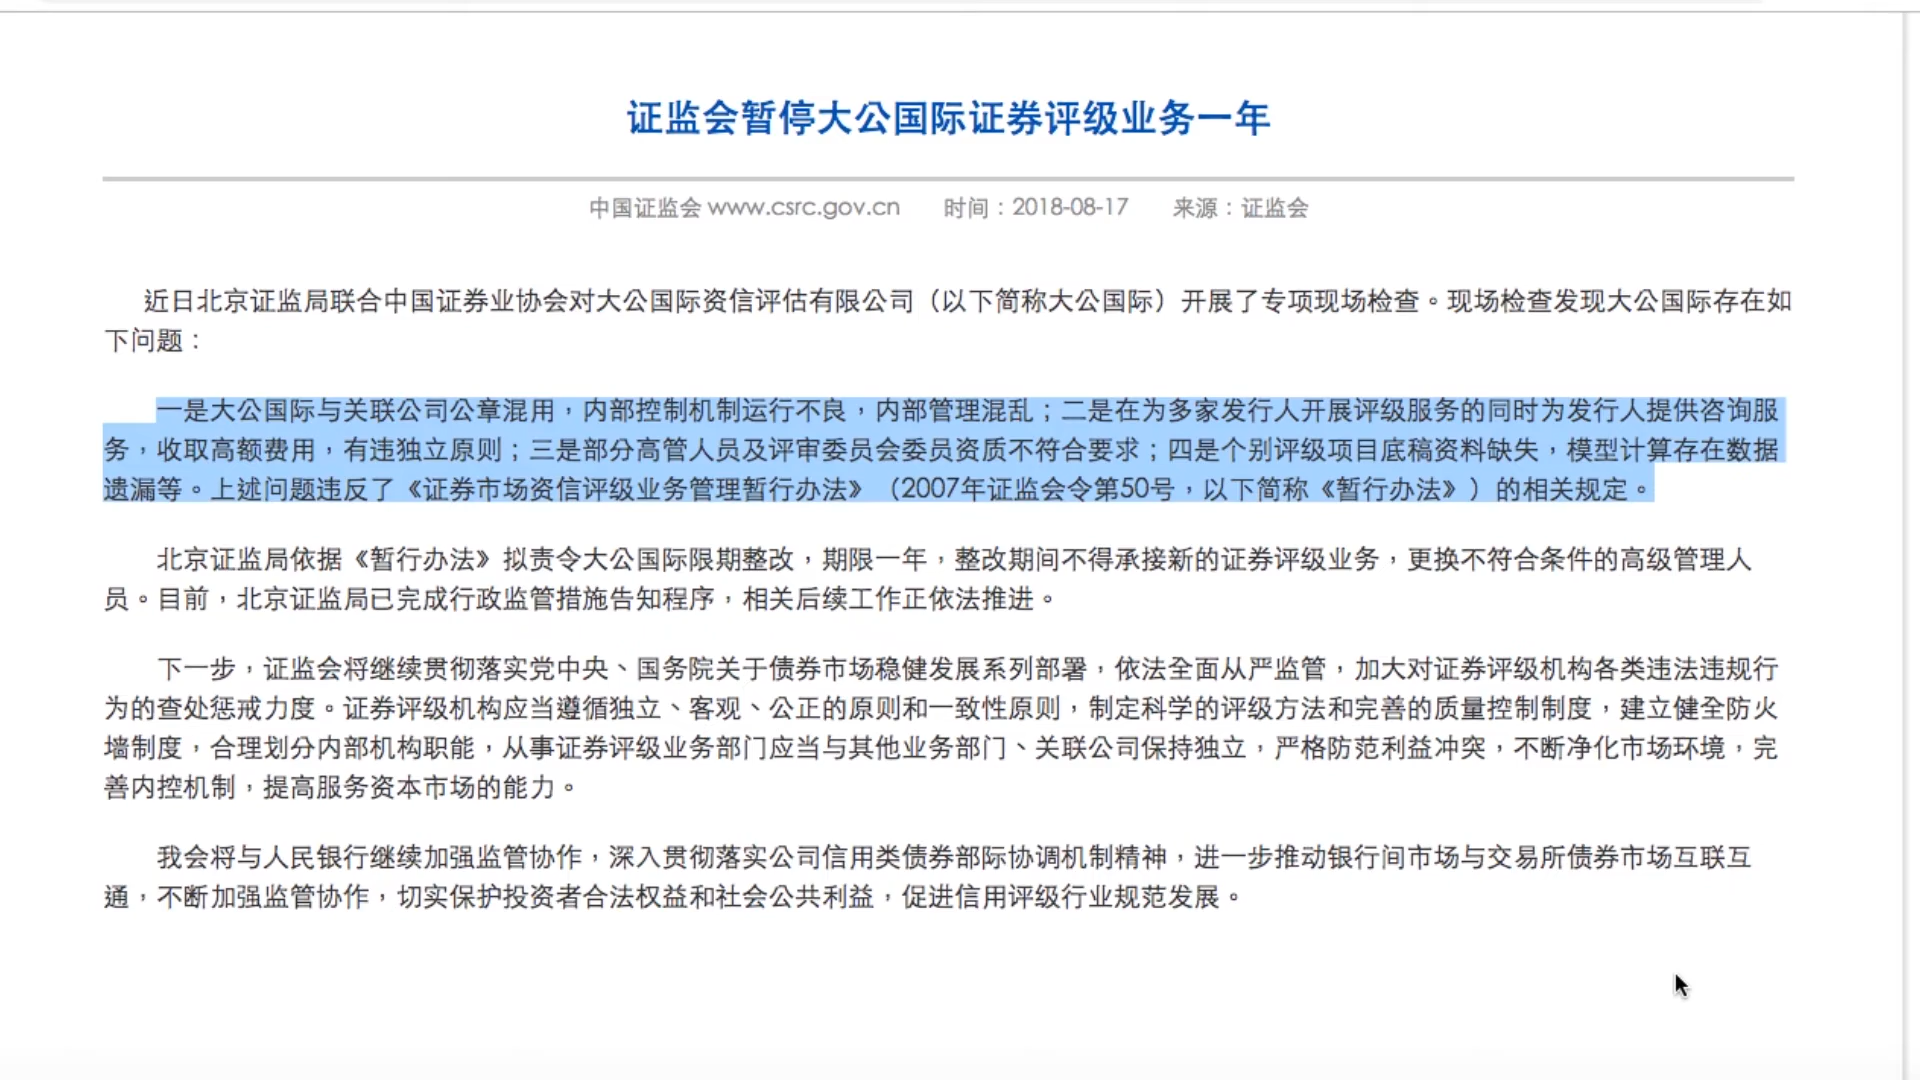 证监会暂停大公国际证券评级业务一年
中国证监会 www.csrc.gov.cn 时间：2018-08-17 来源：证监会
近日北京证监局联合中国证券业协会对大公国际资信评估有限公司（以下简称大公国际）开展了专项现场检查。现场检查发现大公国际存在如
下问题：
一是大公国际与关联公司公章混用，内部控制机制运行不良，内部管理混乱；二是在为多家发行人开展评级服务的同时为发行人提供咨询服
务，收取高额费用，有违独立原则；三是部分高管人员及评审委员会委员资质不符合要求；四是个别评级项目底稿资料缺失，模型计算存在数据
遗漏等。上述问题违反了《证券市场资信评级业务管理暂行办法》（2007年证监会令第50号，以下简称《暂行办法》）的相关规定。
北京证监局依据《暂行办法》拟责令大公国际限期整改，期限一年，整改期间不得承接新的证券评级业务，更换不符合条件的高级管理人
员。目前，北京证监局已完成行政监管措施告知程序，相关后续工作正依法推进。
下一步，证监会将继续贯彻落实党中央、国务院关于债券市场稳健发展系列部署，依法全面从严监管，加大对证券评级机构各类违法违规行
为的查处惩戒力度。证券评级机构应当遵循独立、客观、公正的原则和一致性原则，制定科学的评级方法和完善的质量控制制度，建立健全防火
墙制度，合理划分内部机构职能，从事证券评级业务部门应当与其他业务部门、关联公司保持独立，严格防范利益冲突，不断净化市场环境，完
善内控机制，提高服务资本市场的能力。
我会将与人民银行继续加强监管协作，深入贯彻落实公司信用类债券部际协调机制精神，进一步推动银行间市场与交易所债券市场互联互
通，不断加强监管协作，切实保护投资者合法权益和社会公共利益，促进信用评级行业规范发展。